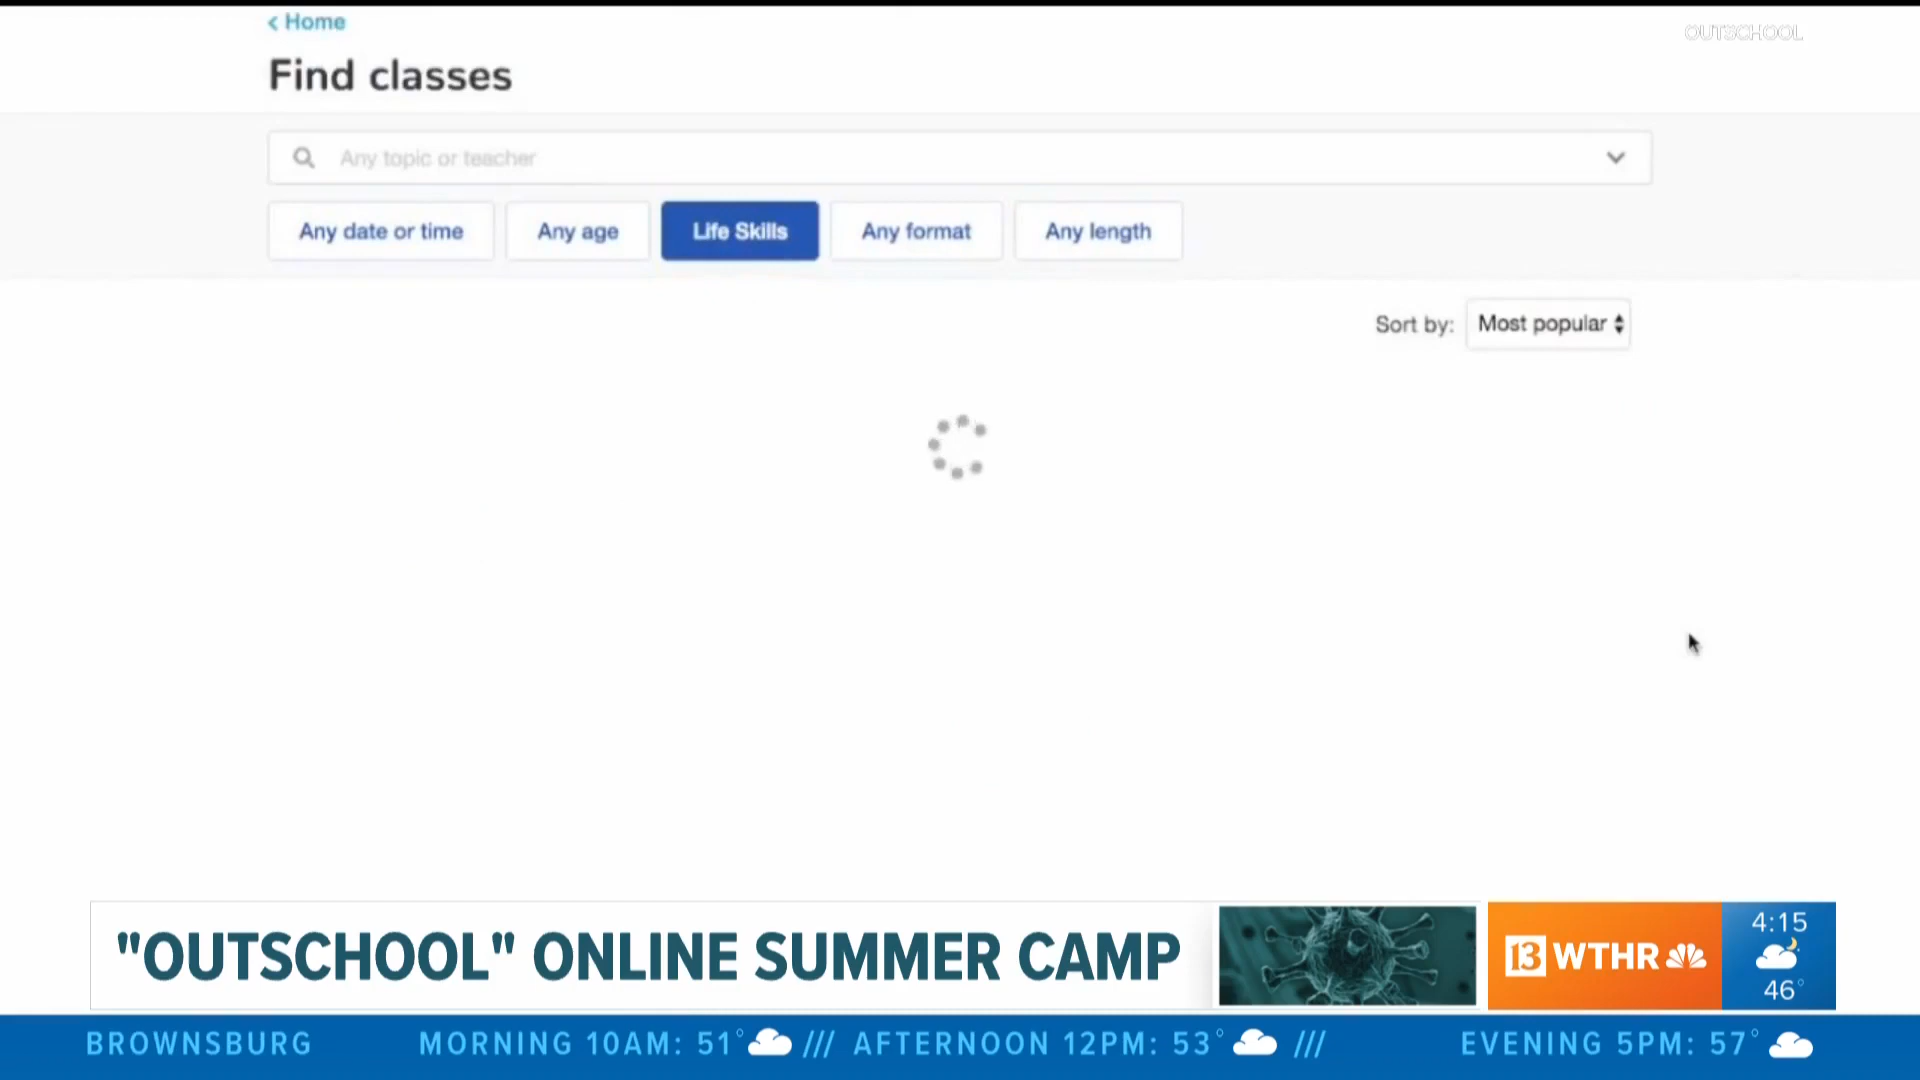 < Home
OUTSCHOOL
Find classes
Any topic or teacher
Any date or time
Any age
Life Skills
Any format
Any length
Sort by: Most popular
"OUTSCHOOL" ONLINE SUMMER CAMP
13 WTHR
4:15
46°
BROWNSBURG MORNING 10AM: 51° /// AFTERNOON 12PM: 53° /// EVENING 5PM: 57°